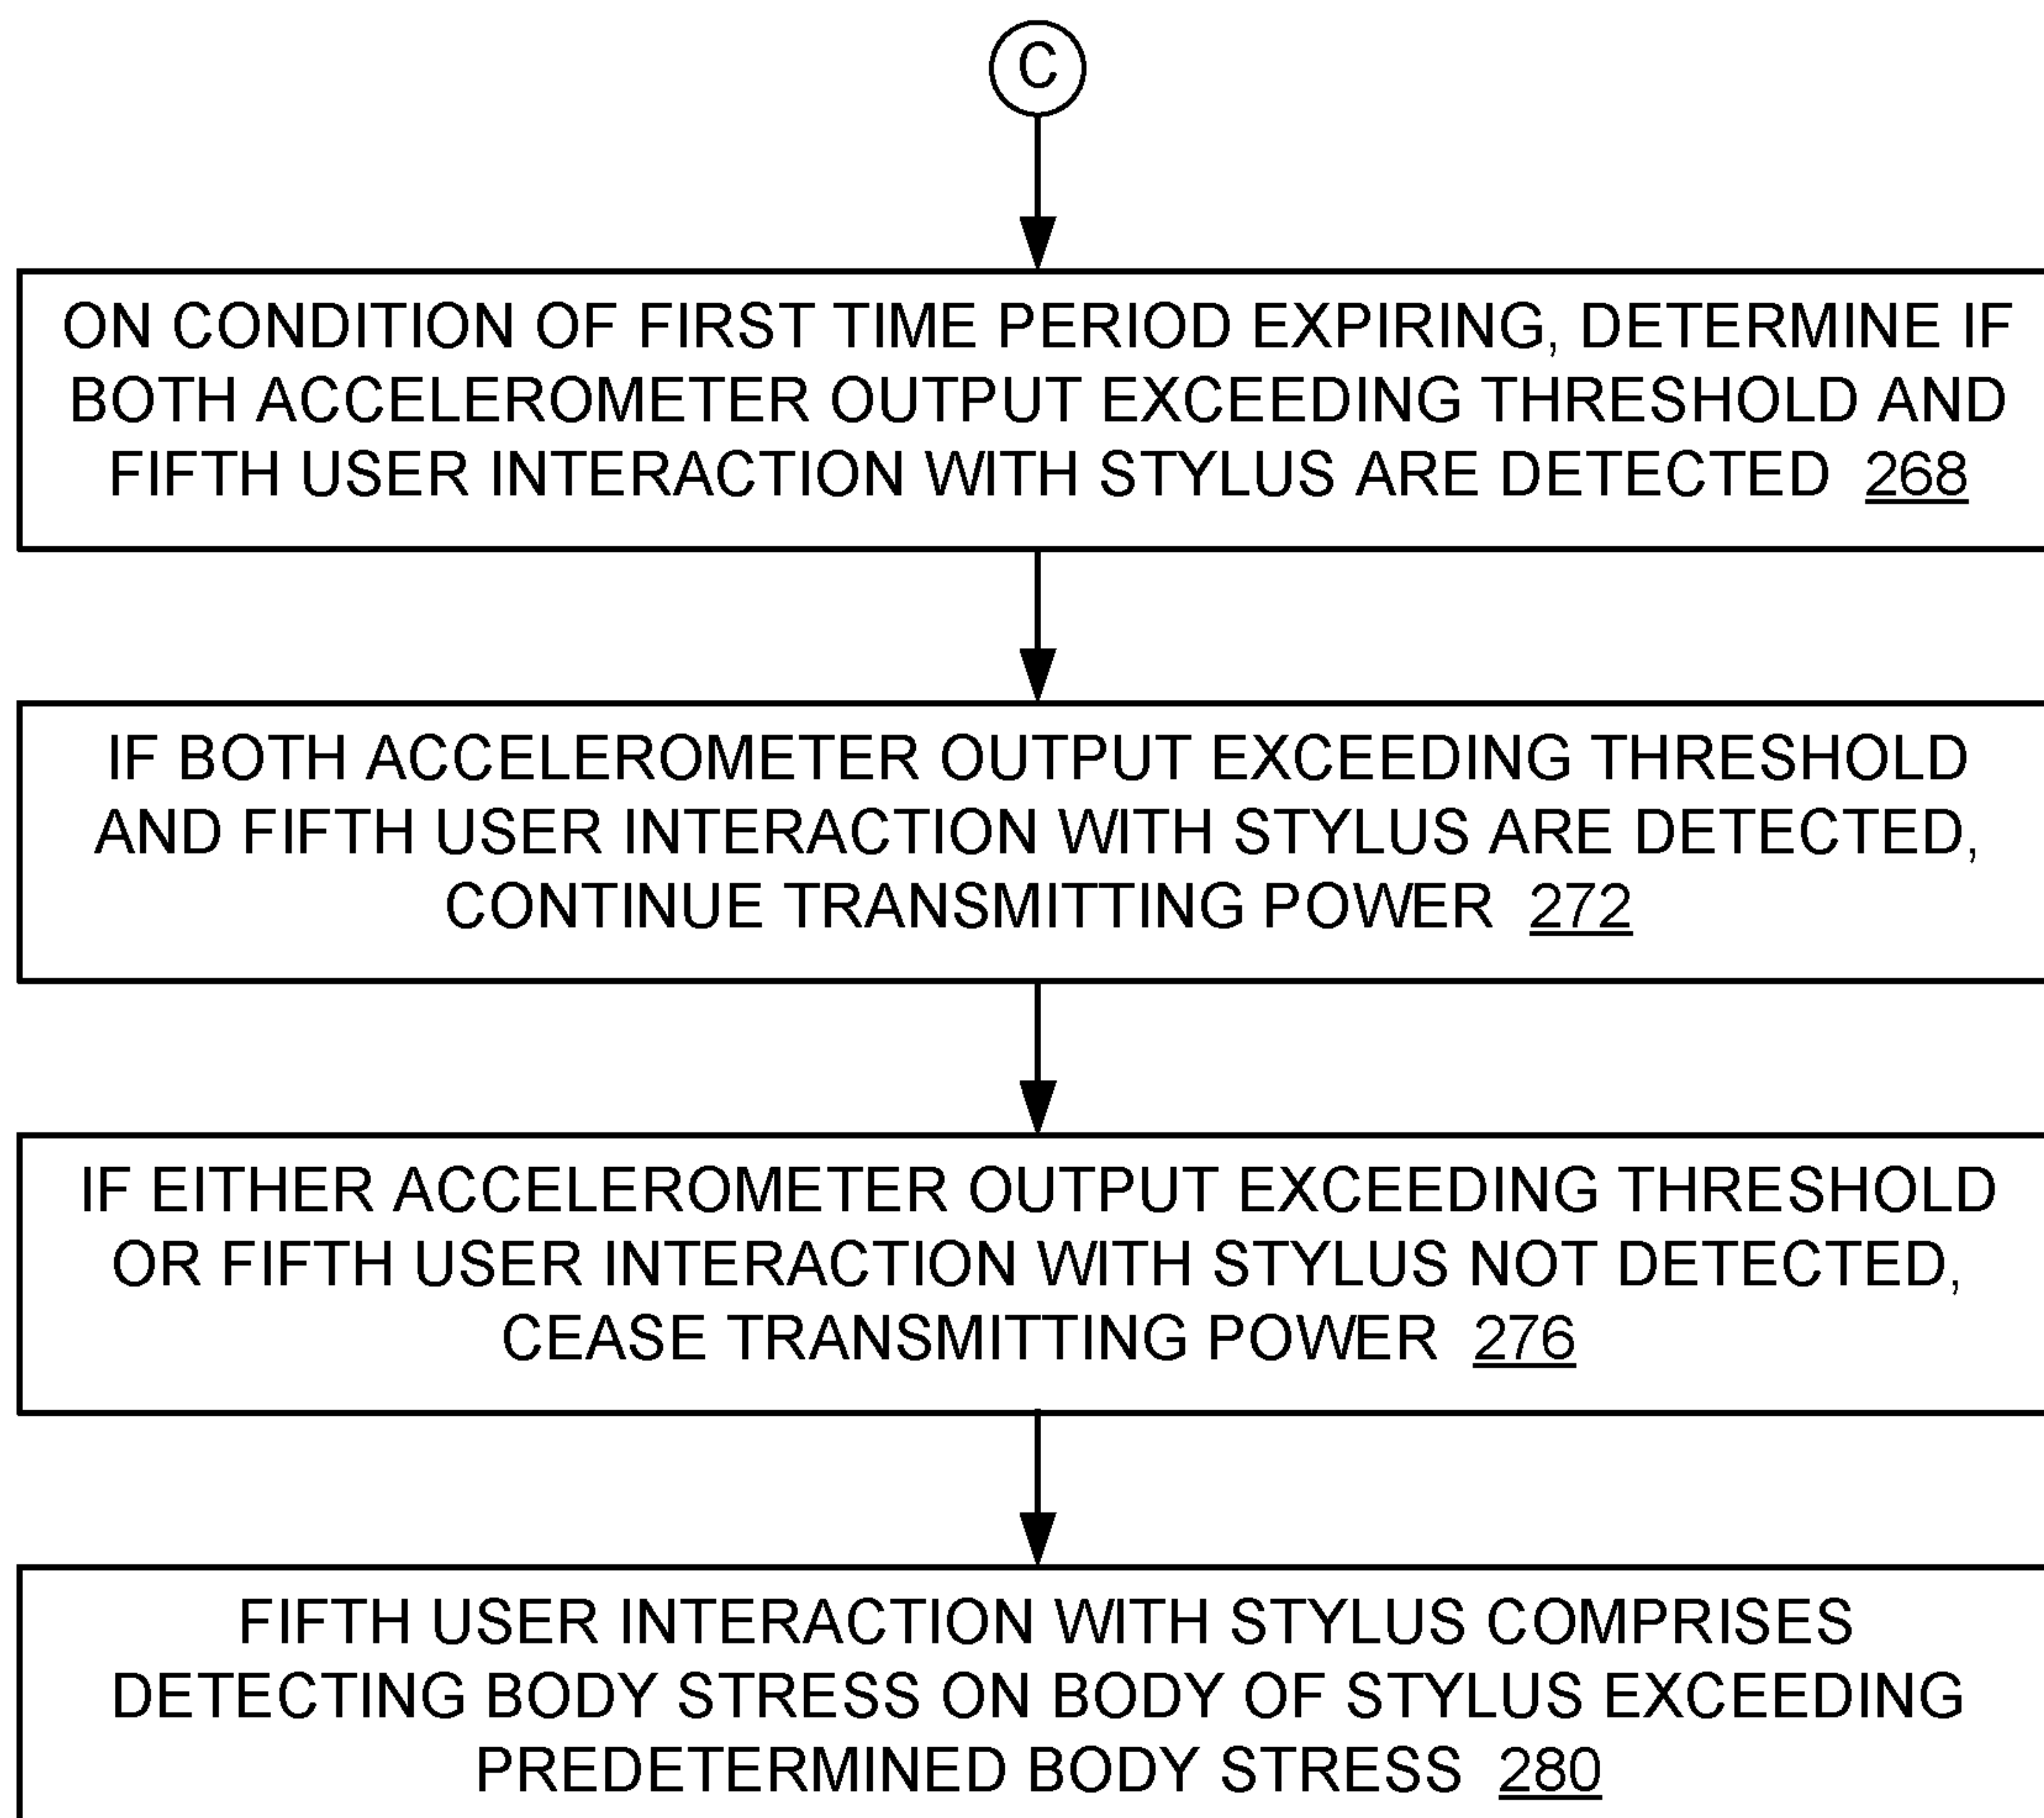 C
ON CONDITION OF FIRST TIME PERIOD EXPIRING, DETERMINE IF
BOTH ACCELEROMETER OUTPUT EXCEEDING THRESHOLD AND
FIFTH USER INTERACTION WITH STYLUS ARE DETECTED 268
IF BOTH ACCELEROMETER OUTPUT EXCEEDING THRESHOLD
AND FIFTH USER INTERACTION WITH STYLUS ARE DETECTED,
CONTINUE TRANSMITTING POWER 272
IF EITHER ACCELEROMETER OUTPUT EXCEEDING THRESHOLD
OR FIFTH USER INTERACTION WITH STYLUS NOT DETECTED,
CEASE TRANSMITTING POWER 276
FIFTH USER INTERACTION WITH STYLUS COMPRISES
DETECTING BODY STRESS ON BODY OF STYLUS EXCEEDING
PREDETERMINED BODY STRESS 280